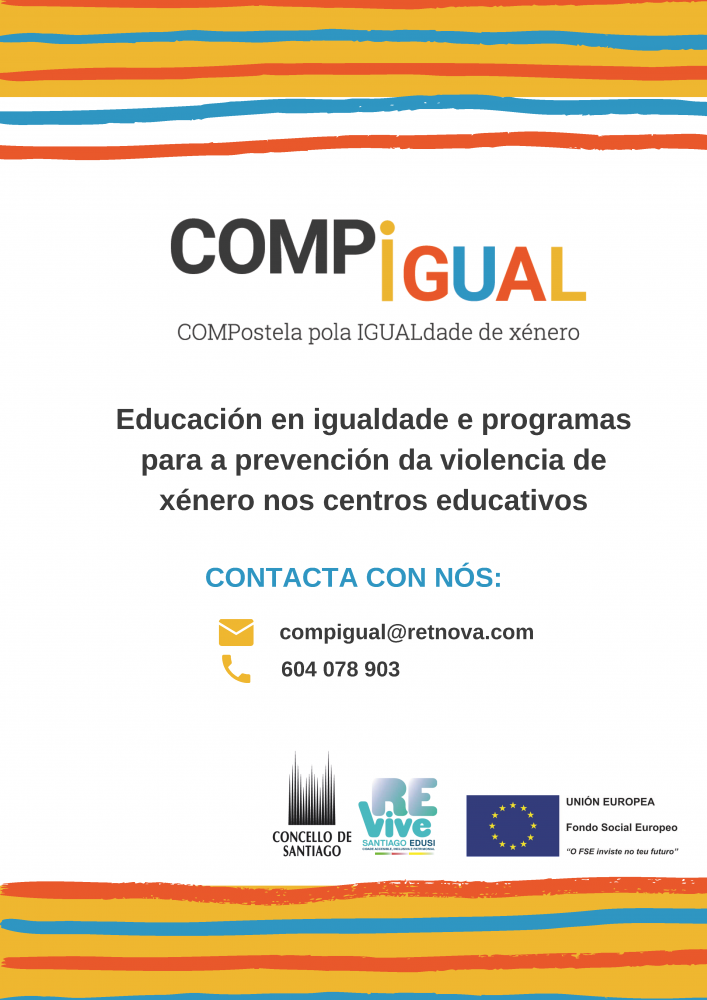 COMPiGUAL
COMPostela pola IGUALdade de xénero
Educación en igualdade e programas
para a prevención da violencia de
xénero nos centros educativos
CONTACTA CON NÓS:
compigual@retnova.com
604 078 903
CONCELLO DE
SANTIAGO
REVive
SANTIAGO EDUSI
UNIÓN EUROPEA
Fondo Social Europeo
“O FSE inviste no teu futuro”